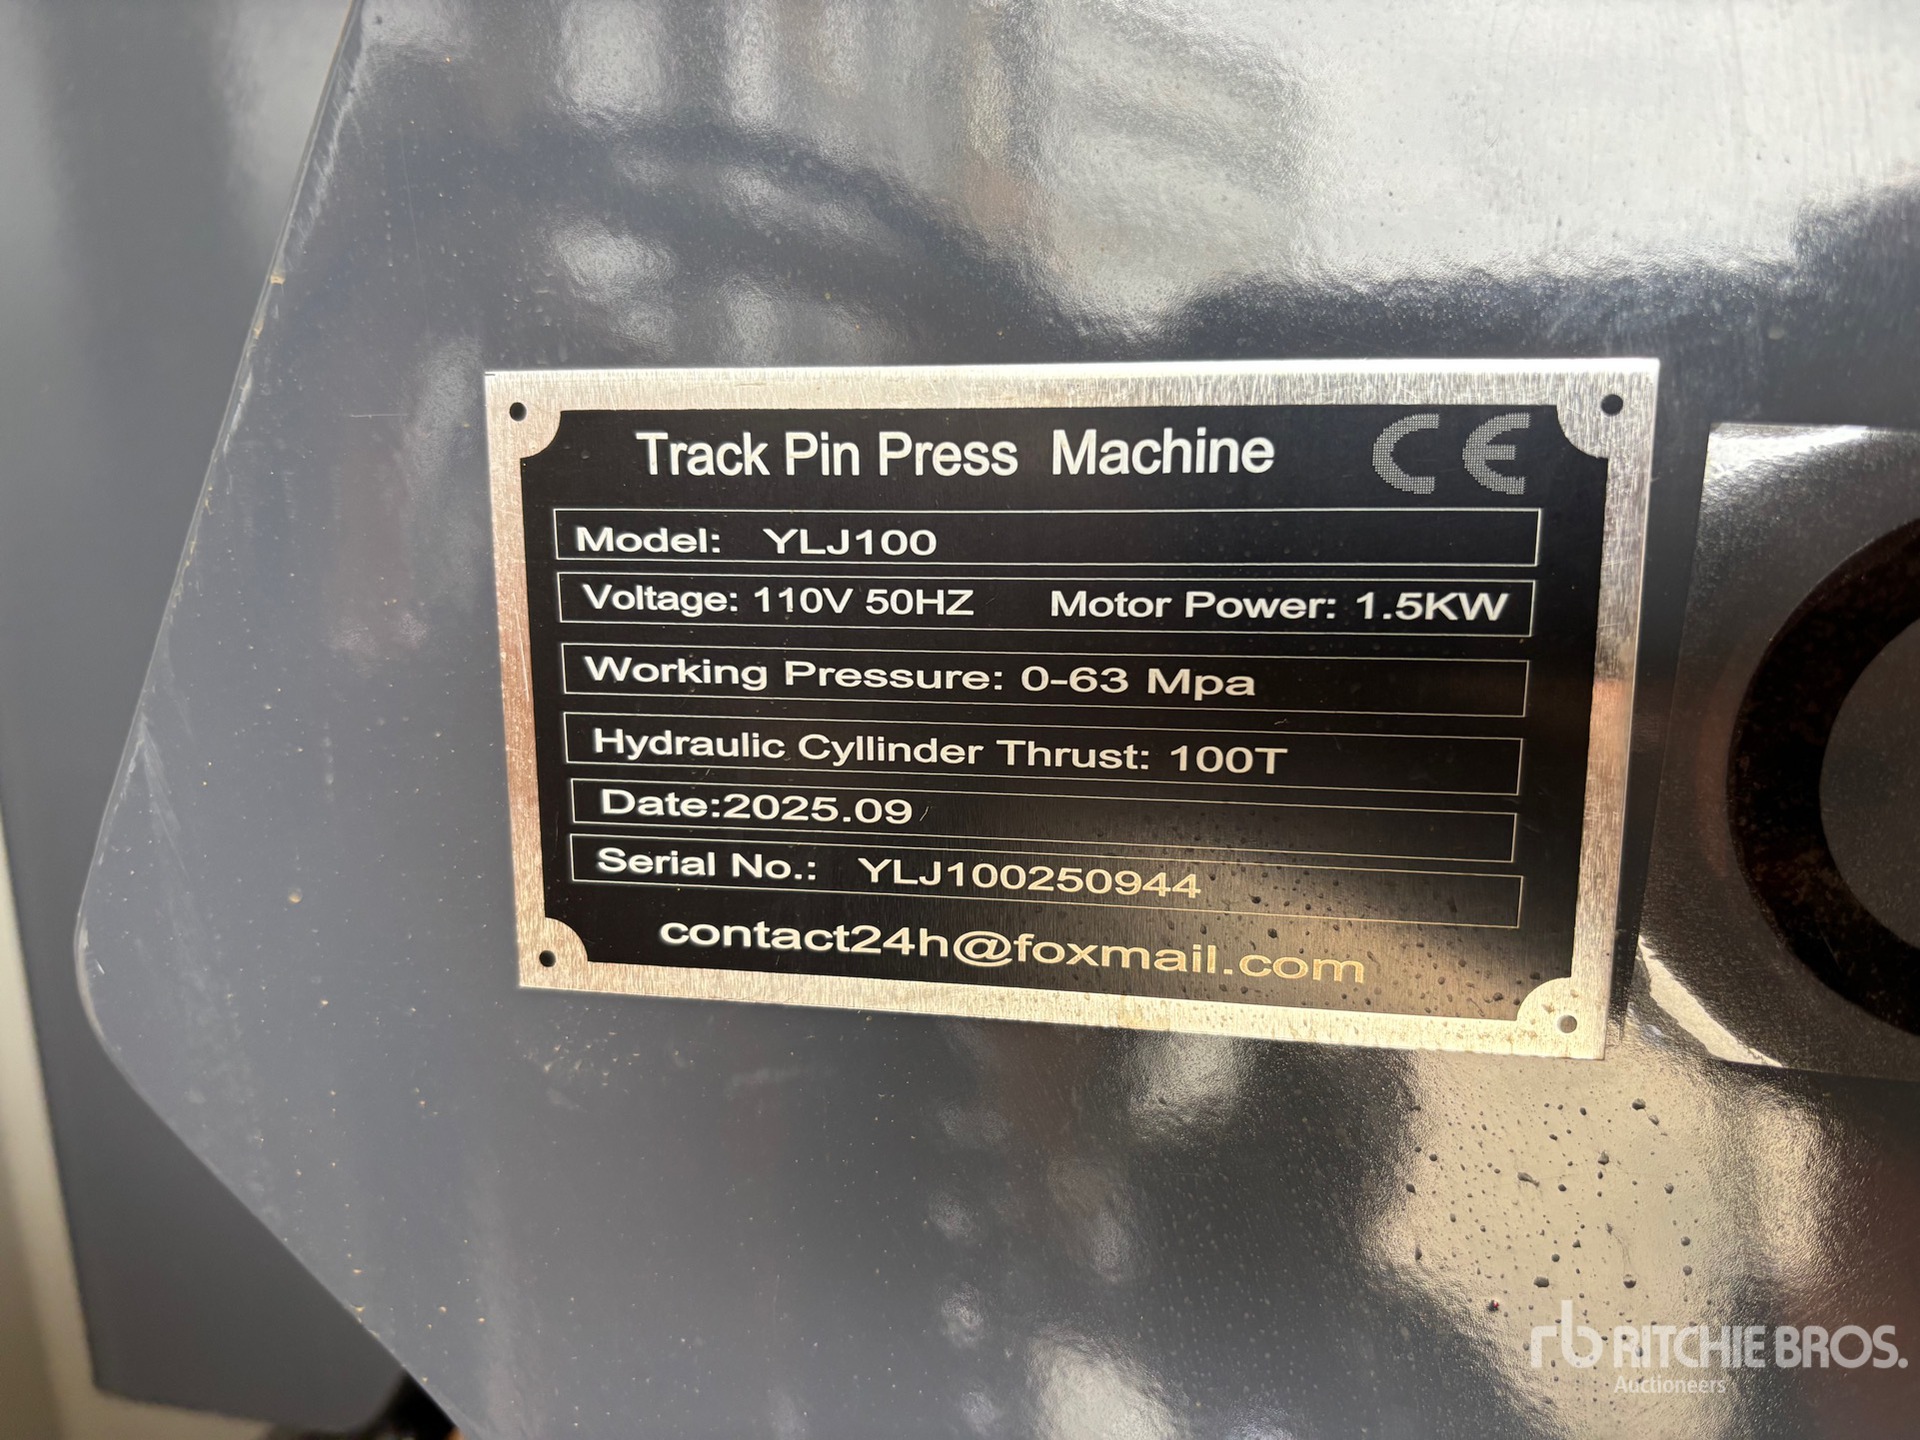 Track Pin Press Machine CE
Model: YLJ100
Voltage: 110V 50HZ Motor Power: 1.5KW
Working Pressure: 0-63 Mpa
Hydraulic Cyllinder Thrust: 100T
Date:2025.09
Serial No.: YLJ100250944
contact24h@foxmail.com
rb RITCHIE BROS.
Auctioneers